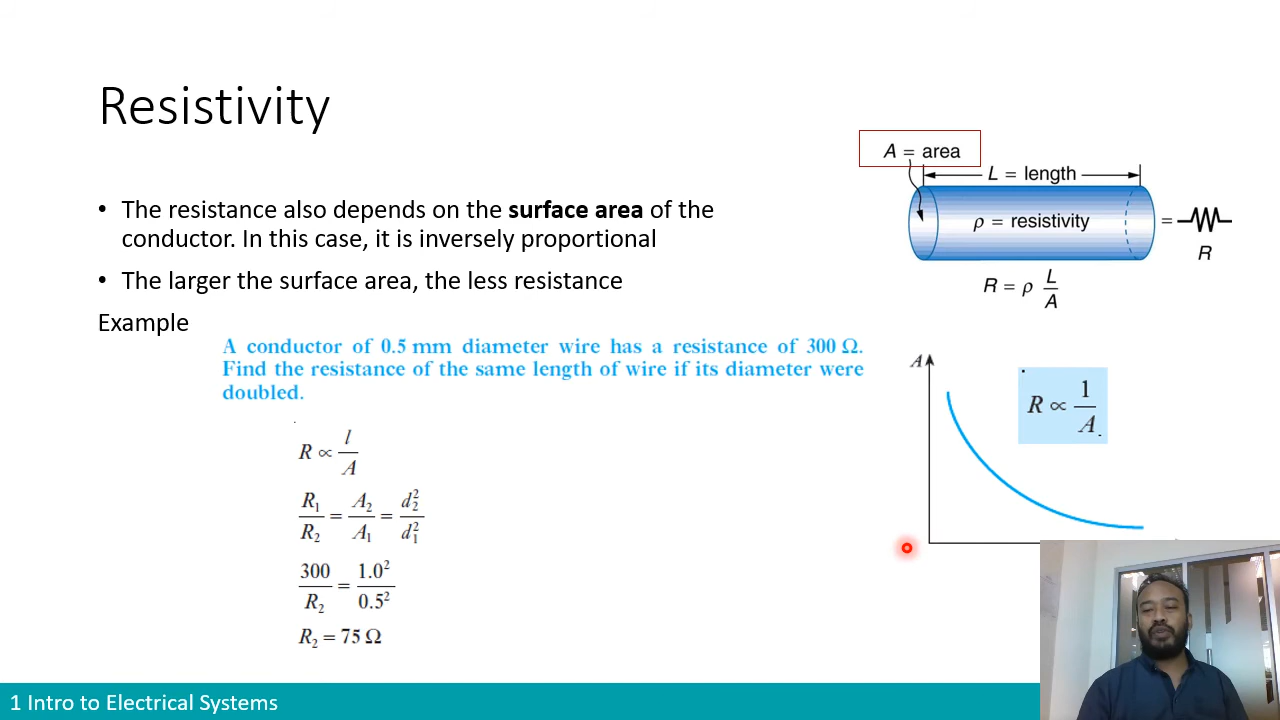 Resistivity
• The resistance also depends on the surface area of the
conductor. In this case, it is inversely proportional
• The larger the surface area, the less resistance
Example
A conductor of 0.5 mm diameter wire has a resistance of 300 Ω.
Find the resistance of the same length of wire if its diameter were
doubled.
R ∝ l/A
R₁/R₂ = A₂/A₁ = d₂²/d₁²
300/R₂ = 1.0²/0.5²
R₂ = 75 Ω
A = area
L = length
ρ = resistivity
=
R
R = ρ L/A
A
R ∝ 1/A.
1 Intro to Electrical Systems